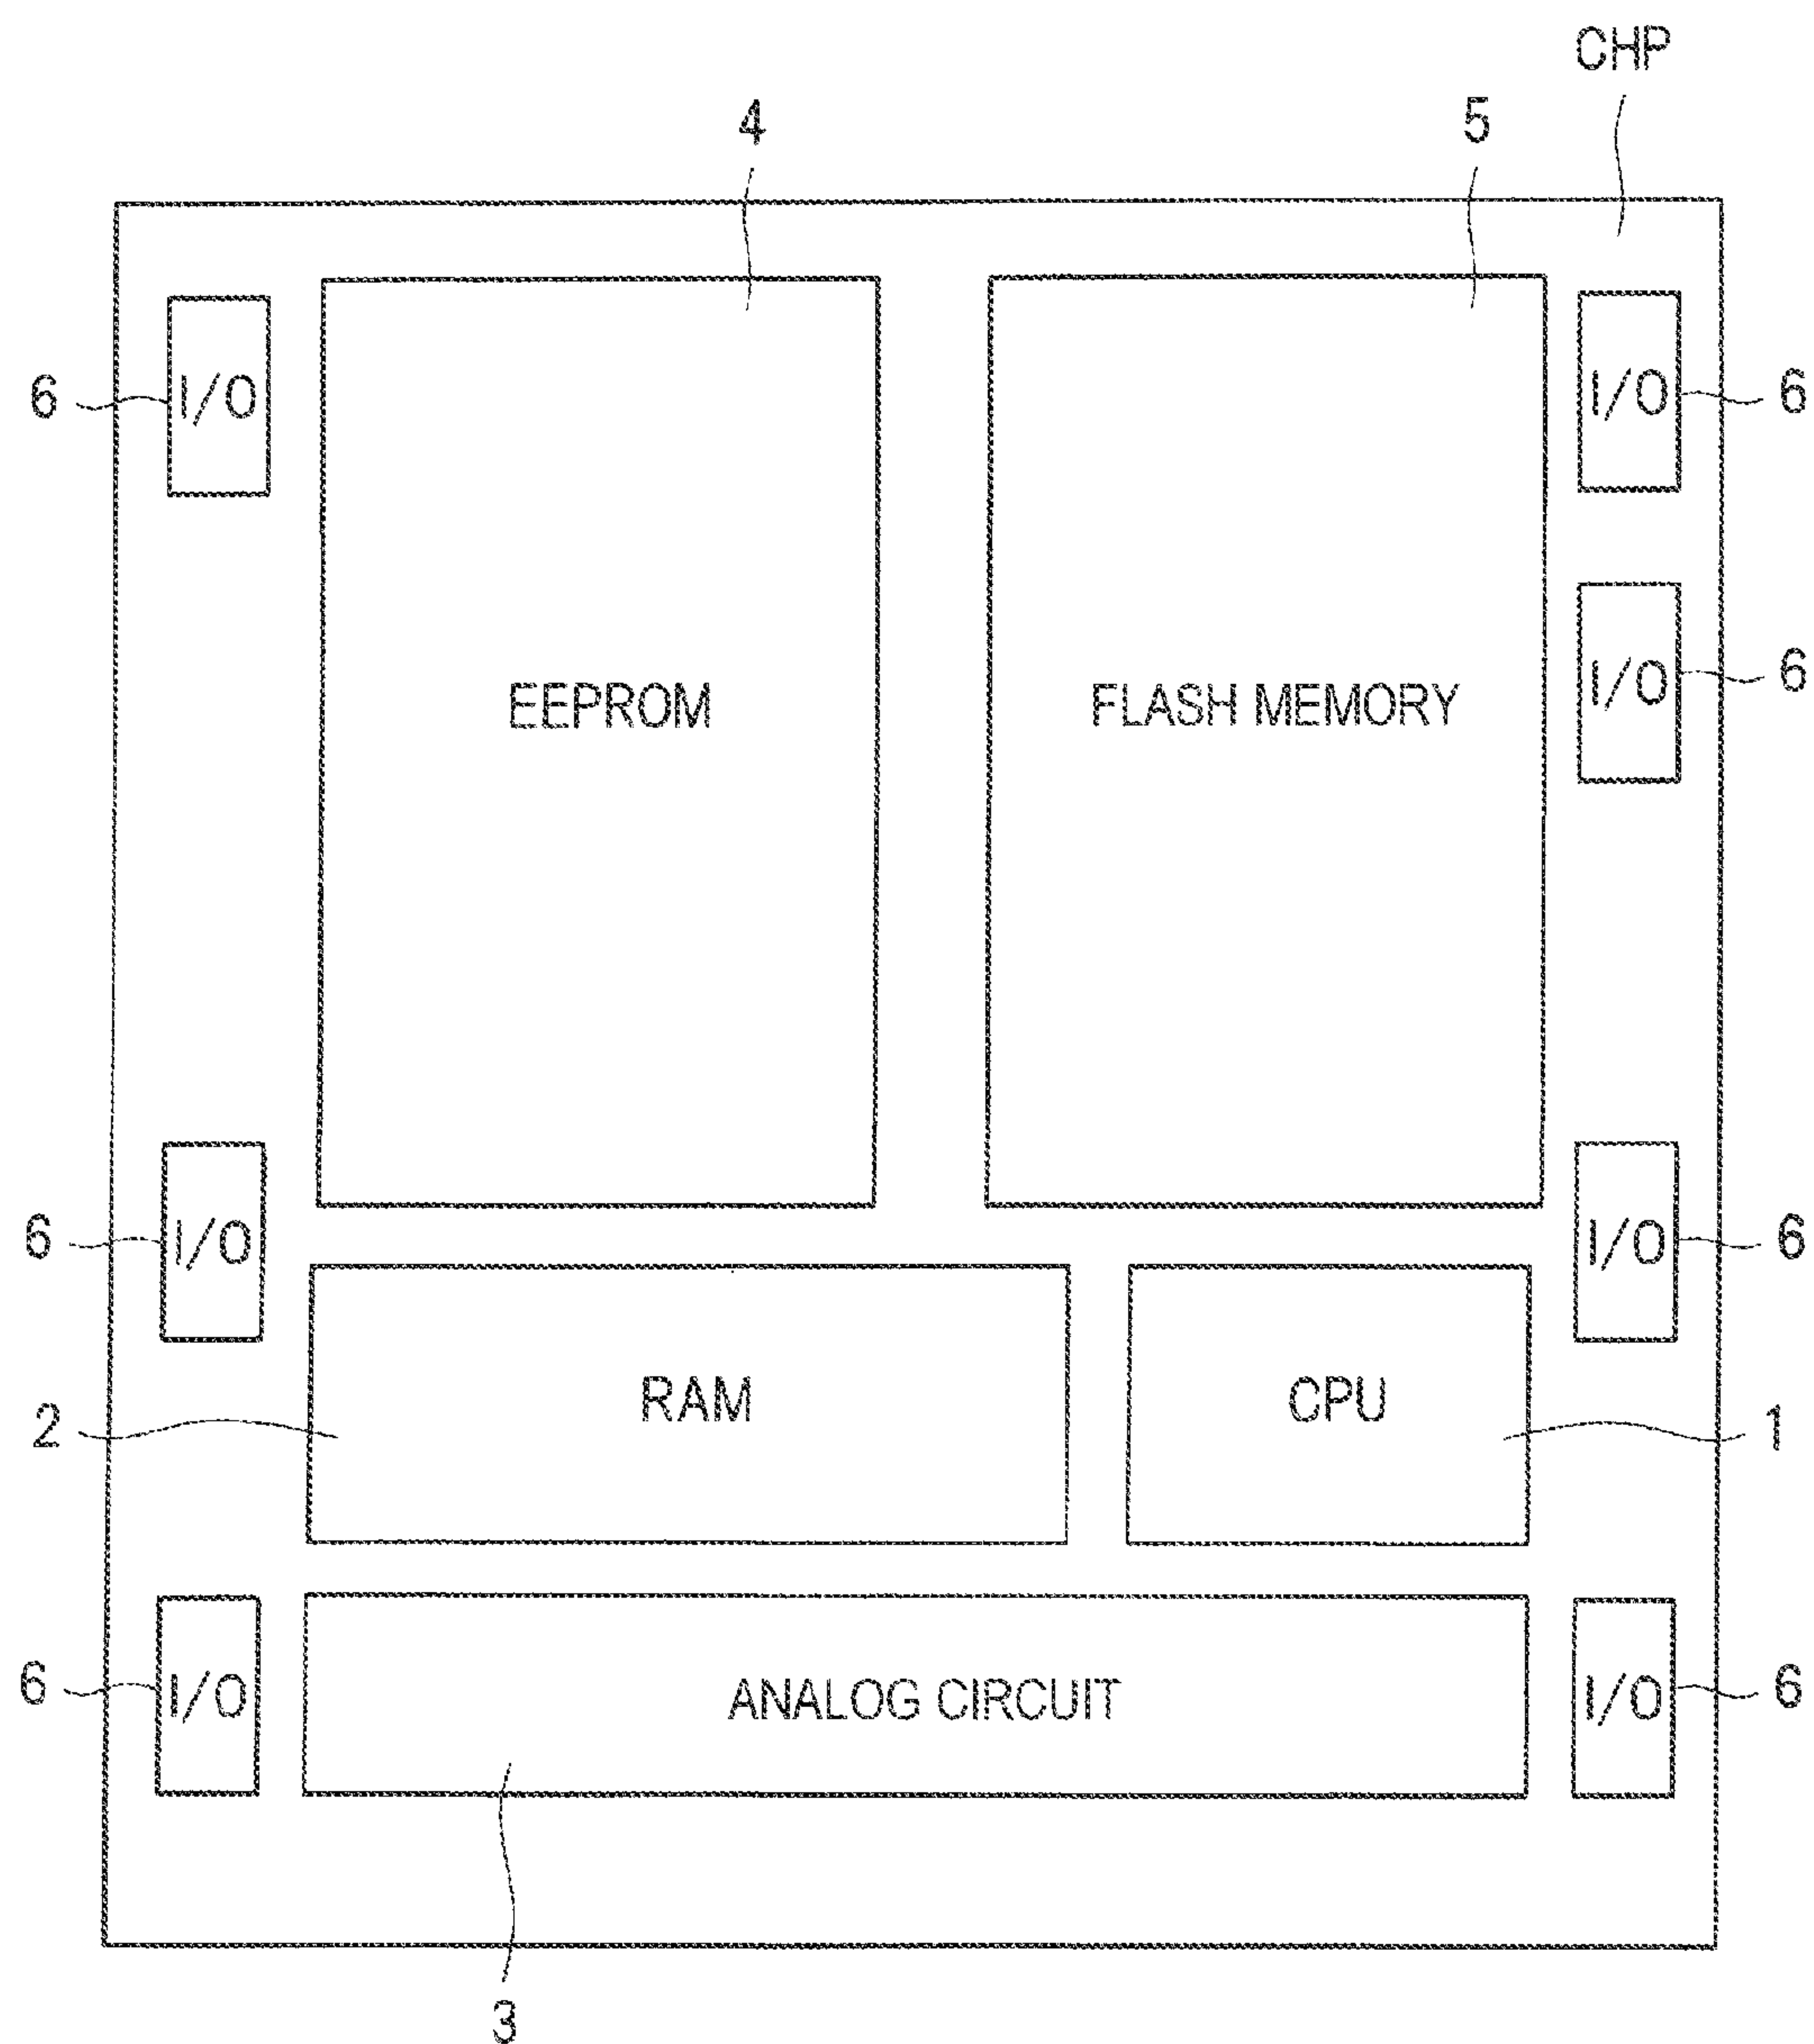 CHP
4
5
6
I/O
I/O
6
I/O
6
EEPROM
FLASH MEMORY
6
I/O
I/O
6
RAM
CPU
2
1
6
I/O
ANALOG CIRCUIT
I/O
6
3